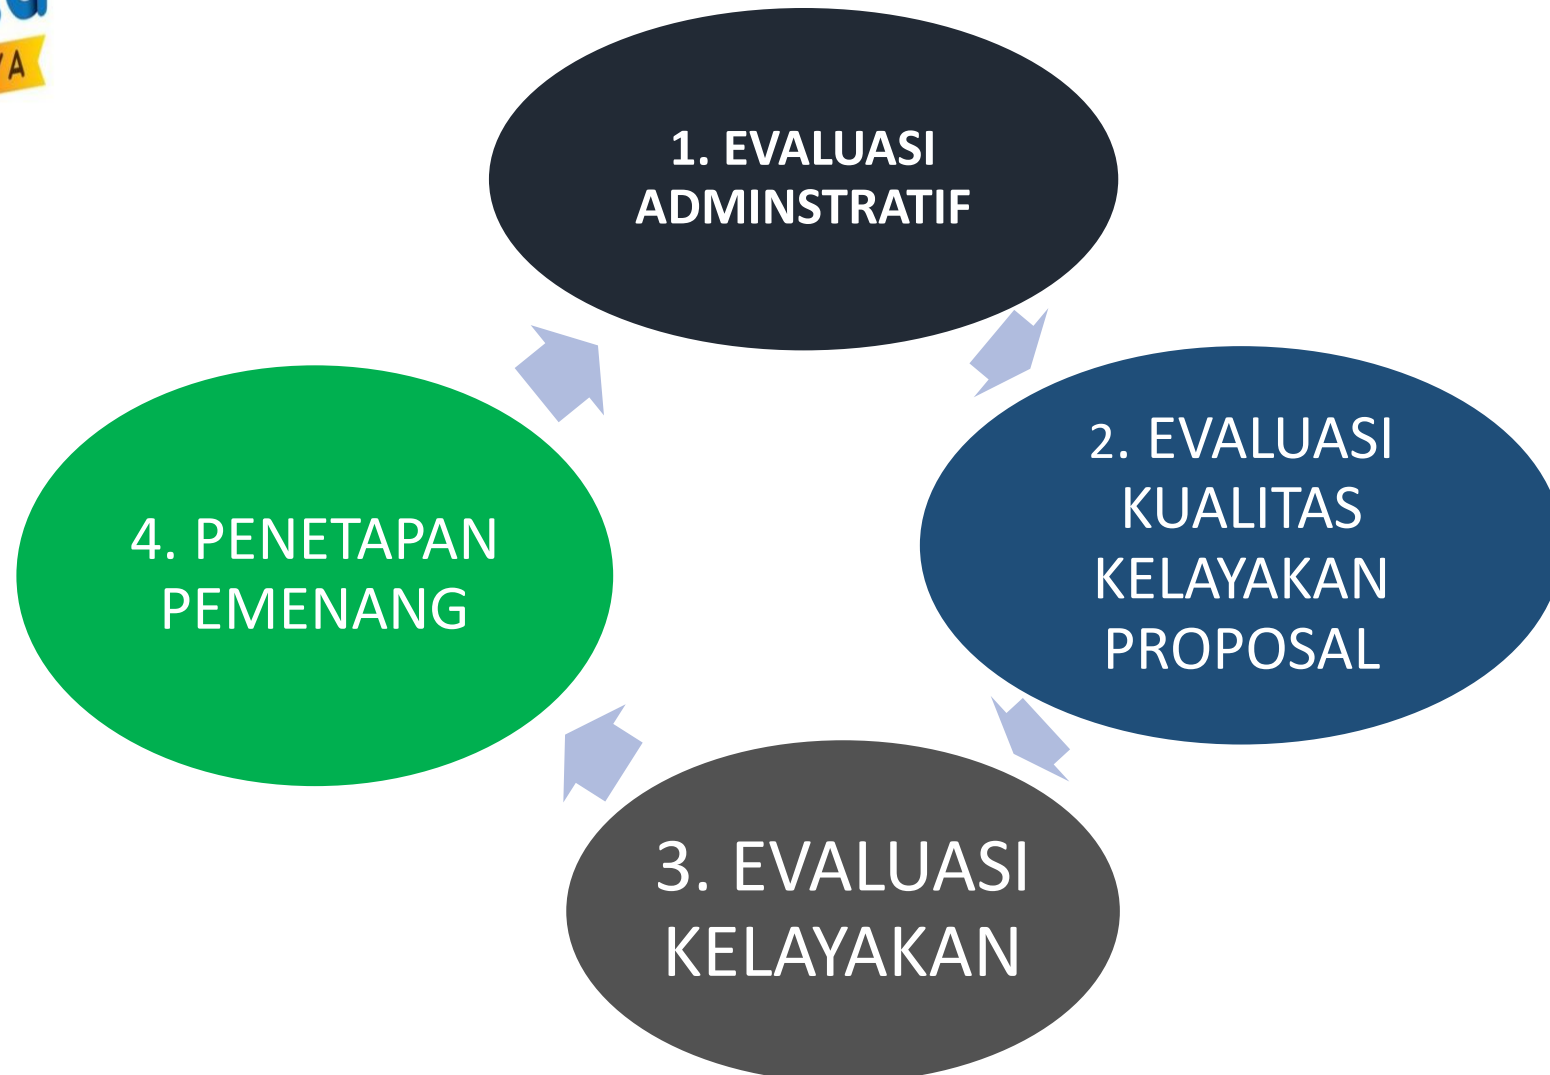 1. EVALUASI
ADMINSTRATIF
2. EVALUASI
KUALITAS
KELAYAKAN
PROPOSAL
3. EVALUASI
KELAYAKAN
4. PENETAPAN
PEMENANG